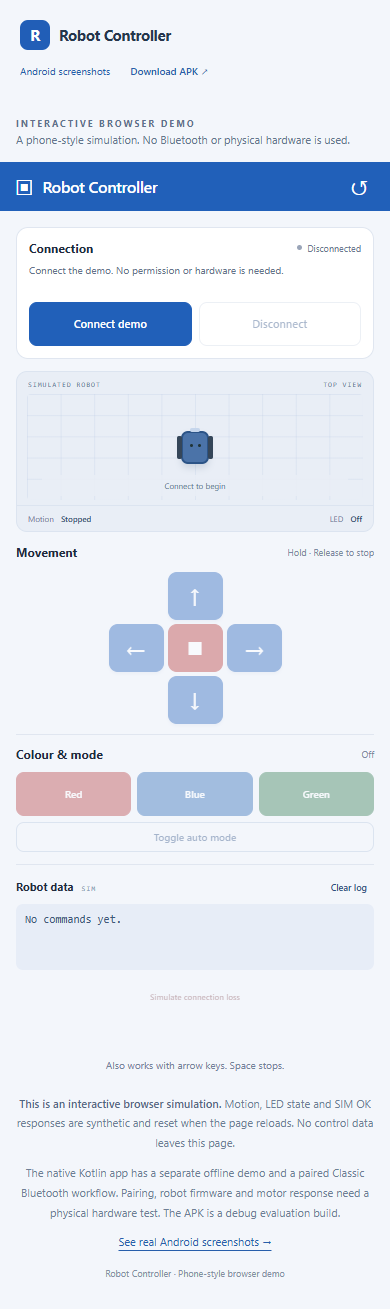 R Robot Controller
Android screenshots Download APK ↗
INTERACTIVE BROWSER DEMO
A phone-style simulation. No Bluetooth or physical hardware is used.
Robot Controller ↺
Connection Disconnected
Connect the demo. No permission or hardware is needed.
Connect demo Disconnect
SIMULATED ROBOT TOP VIEW
Connect to begin
Motion Stopped LED Off
Movement Hold · Release to stop
↑
← ■ →
↓
Colour & mode Off
Red Blue Green
Toggle auto mode
Robot data SIM Clear log
No commands yet.
Simulate connection loss
Also works with arrow keys. Space stops.
This is an interactive browser simulation. Motion, LED state and SIM OK
responses are synthetic and reset when the page reloads. No control data
leaves this page.
The native Kotlin app has a separate offline demo and a paired Classic
Bluetooth workflow. Pairing, robot firmware and motor response need a
physical hardware test. The APK is a debug evaluation build.
See real Android screenshots →
Robot Controller · Phone-style browser demo